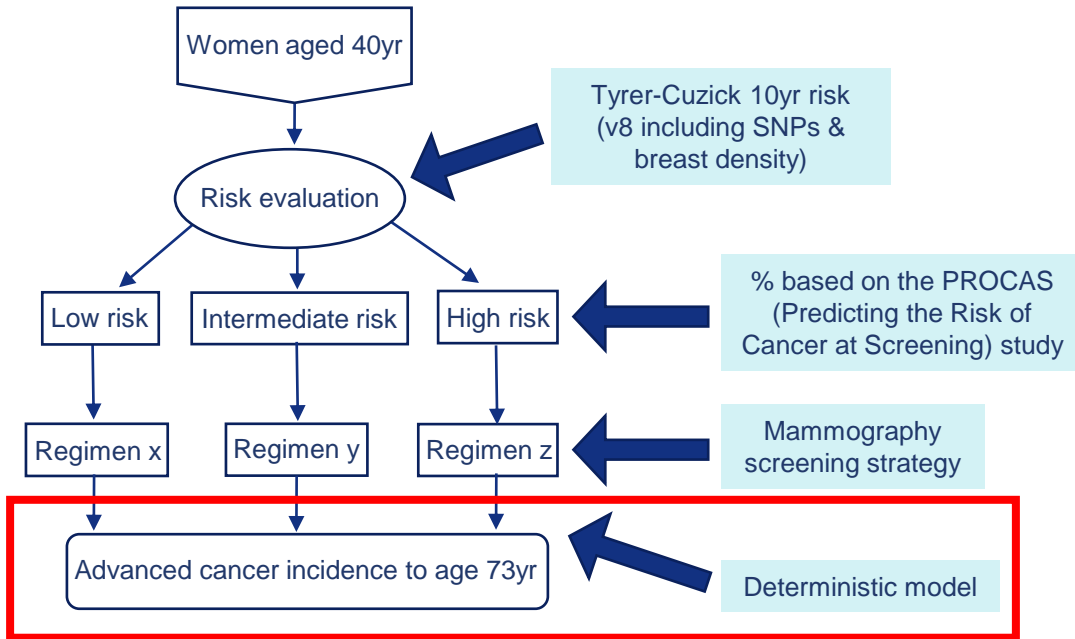 Women aged 40yr
Tyrer-Cuzick 10yr risk
(v8 including SNPs &
breast density)
Risk evaluation
Low risk
Intermediate risk
High risk
% based on the PROCAS
(Predicting the Risk of
Cancer at Screening) study
Regimen x
Regimen y
Regimen z
Mammography
screening strategy
Advanced cancer incidence to age 73yr
Deterministic model